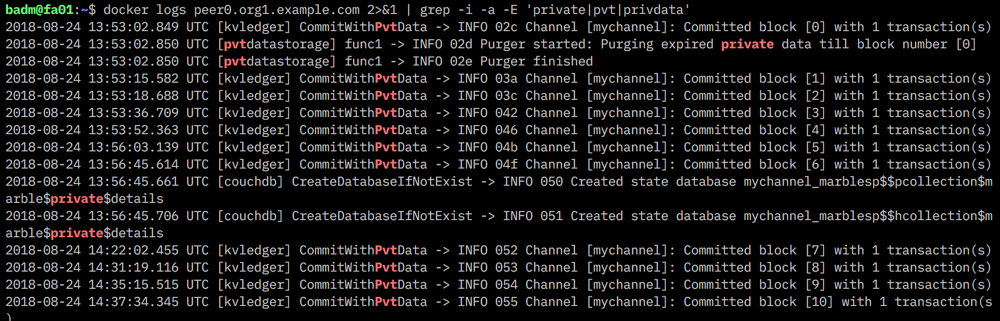 badm@fa01:~$ docker logs peer0.org1.example.com 2>&1 | grep -i -a -E 'private|pvt|privdata'
2018-08-24 13:53:02.849 UTC [kvledger] CommitWithPvtData -> INFO 02c Channel [mychannel]: Committed block [0] with 1 transaction(s)
2018-08-24 13:53:02.850 UTC [pvtdatastorage] func1 -> INFO 02d Purger started: Purging expired private data till block number [0]
2018-08-24 13:53:02.850 UTC [pvtdatastorage] func1 -> INFO 02e Purger finished
2018-08-24 13:53:15.582 UTC [kvledger] CommitWithPvtData -> INFO 03a Channel [mychannel]: Committed block [1] with 1 transaction(s)
2018-08-24 13:53:18.688 UTC [kvledger] CommitWithPvtData -> INFO 03c Channel [mychannel]: Committed block [2] with 1 transaction(s)
2018-08-24 13:53:36.709 UTC [kvledger] CommitWithPvtData -> INFO 042 Channel [mychannel]: Committed block [3] with 1 transaction(s)
2018-08-24 13:53:52.363 UTC [kvledger] CommitWithPvtData -> INFO 046 Channel [mychannel]: Committed block [4] with 1 transaction(s)
2018-08-24 13:56:03.139 UTC [kvledger] CommitWithPvtData -> INFO 04b Channel [mychannel]: Committed block [5] with 1 transaction(s)
2018-08-24 13:56:45.614 UTC [kvledger] CommitWithPvtData -> INFO 04f Channel [mychannel]: Committed block [6] with 1 transaction(s)
2018-08-24 13:56:45.661 UTC [couchdb] CreateDatabaseIfNotExist -> INFO 050 Created state database mychannel_marblesp$$pcollection$m
arble$private$details
2018-08-24 13:56:45.706 UTC [couchdb] CreateDatabaseIfNotExist -> INFO 051 Created state database mychannel_marblesp$$hcollection$m
arble$private$details
2018-08-24 14:22:02.455 UTC [kvledger] CommitWithPvtData -> INFO 052 Channel [mychannel]: Committed block [7] with 1 transaction(s)
2018-08-24 14:31:19.116 UTC [kvledger] CommitWithPvtData -> INFO 053 Channel [mychannel]: Committed block [8] with 1 transaction(s)
2018-08-24 14:35:15.515 UTC [kvledger] CommitWithPvtData -> INFO 054 Channel [mychannel]: Committed block [9] with 1 transaction(s)
2018-08-24 14:37:34.345 UTC [kvledger] CommitWithPvtData -> INFO 055 Channel [mychannel]: Committed block [10] with 1 transaction(s
)